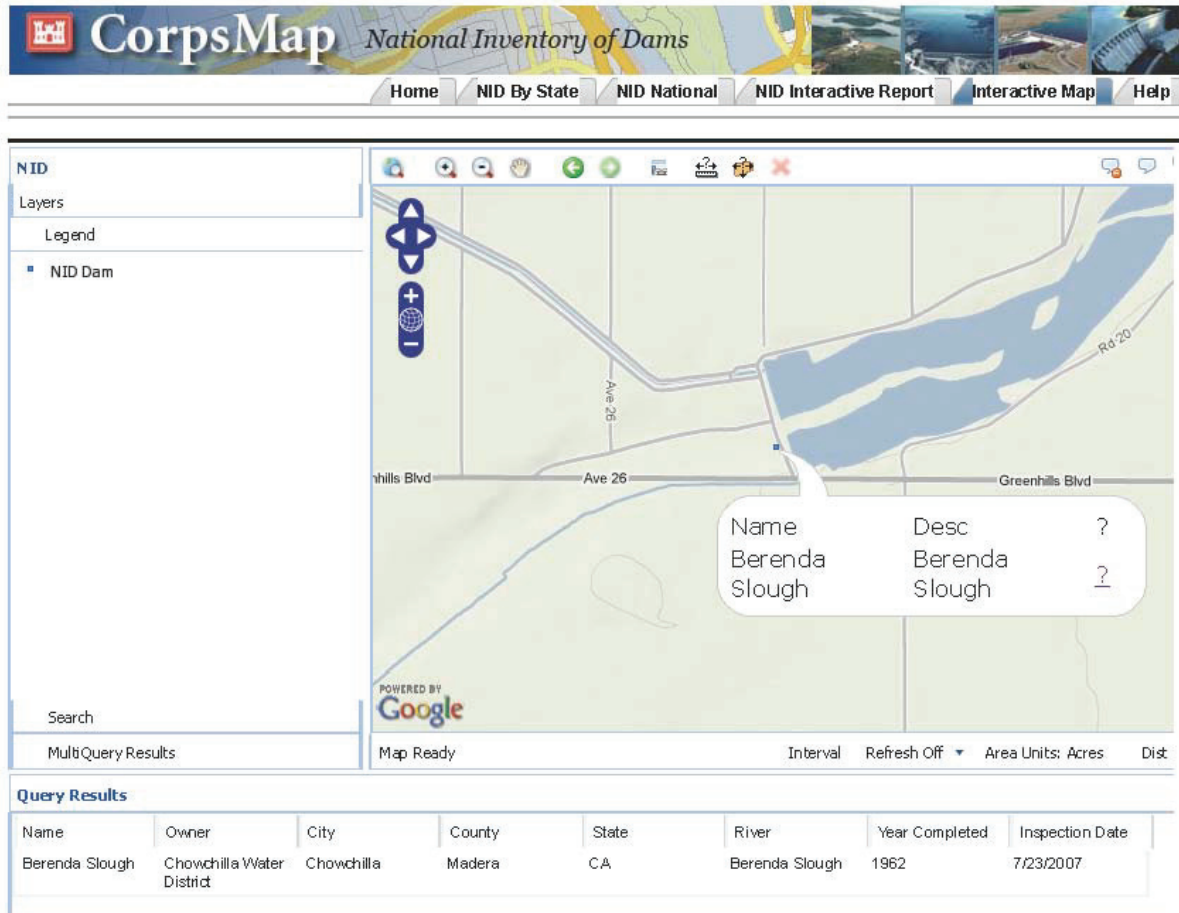 CorpsMap National Inventory of Dams
Home NID By State NID National NID Interactive Report Interactive Map Help
NID
Layers
Legend
NID Dam
Rd 20
Ave 26
hills Blvd
Ave 26
Greenhills Blvd
Name Desc ?
Berenda Berenda
Slough Slough ?
POWERED BY
Google
Search
MultiQuery Results
Map Ready Interval Refresh Off Area Units: Acres Dist
Query Results
Name Owner City County State River Year Completed Inspection Date
Berenda Slough Chowchilla Water Chowchilla Madera CA Berenda Slough 1962 7/23/2007
District